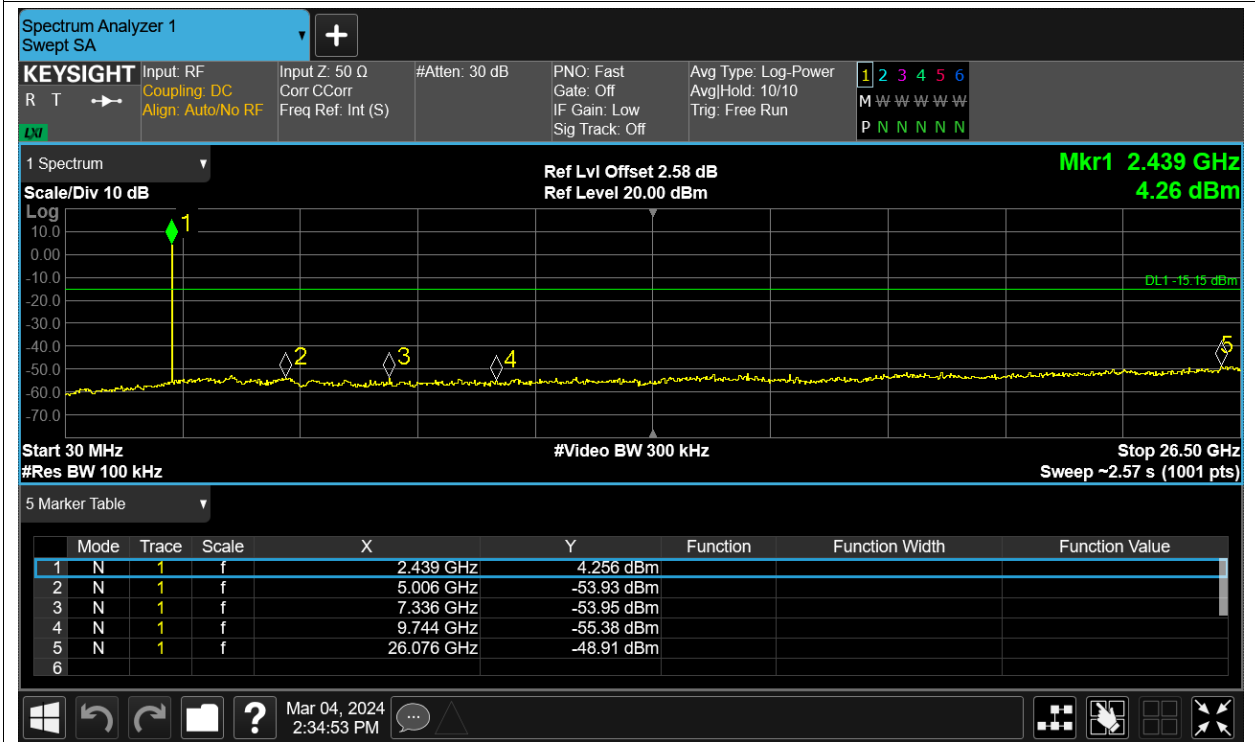 Spectrum Analyzer 1
Swept SA
+
KEYSIGHT
R T
LXI
Input: RF
Coupling: DC
Align: Auto/No RF
Input Z: 50 Ω
Corr CCorr
Freq Ref: Int (S)
#Atten: 30 dB
PNO: Fast
Gate: Off
IF Gain: Low
Sig Track: Off
Avg Type: Log-Power
Avg|Hold: 10/10
Trig: Free Run
1 2 3 4 5 6
M W W W W W
P N N N N N
1 Spectrum
Scale/Div 10 dB
Ref Lvl Offset 2.58 dB
Ref Level 20.00 dBm
Mkr1 2.439 GHz
4.26 dBm
Log
10.0
0.00
-10.0
-20.0
-30.0
-40.0
-50.0
-60.0
-70.0
1
DL1 -15.15 dBm
2
3
4
5
Start 30 MHz
#Res BW 100 kHz
#Video BW 300 kHz
Stop 26.50 GHz
Sweep ~2.57 s (1001 pts)
5 Marker Table
Mode Trace Scale X Y Function Function Width Function Value
1 N 1 f 2.439 GHz 4.256 dBm
2 N 1 f 5.006 GHz -53.93 dBm
3 N 1 f 7.336 GHz -53.95 dBm
4 N 1 f 9.744 GHz -55.38 dBm
5 N 1 f 26.076 GHz -48.91 dBm
6
?
Mar 04, 2024
2:34:53 PM